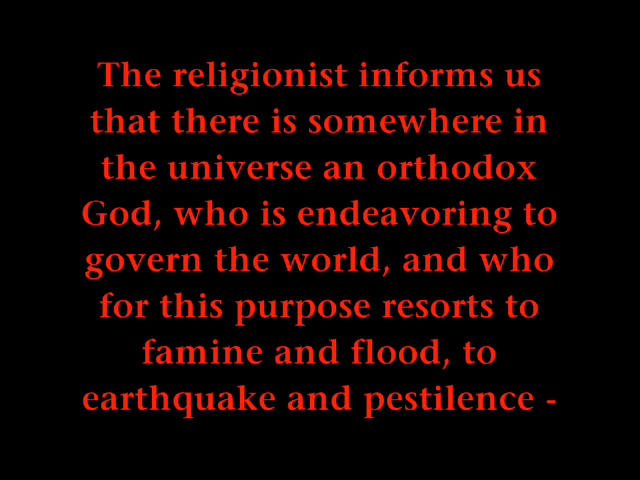 The religionist informs us
that there is somewhere in
the universe an orthodox
God, who is endeavoring to
govern the world, and who
for this purpose resorts to
famine and flood, to
earthquake and pestilence -